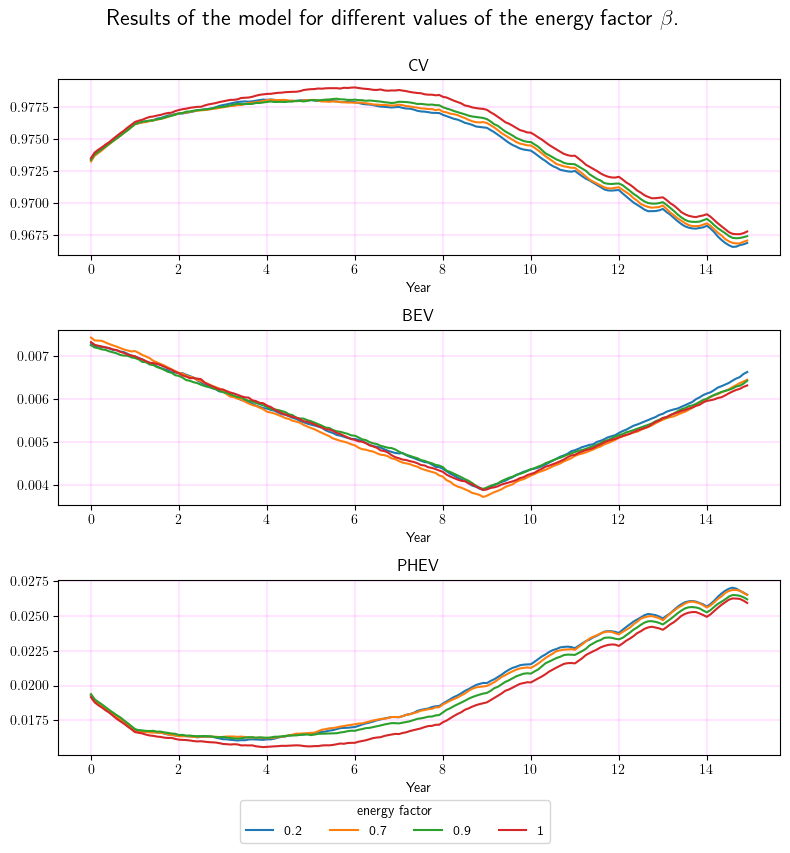 Results of the model for different values of the energy factor β.
CV
0.9775
0.9750
0.9725
0.9700
0.9675
0 2 4 6 8 10 12 14
Year
BEV
0.007
0.006
0.005
0.004
0 2 4 6 8 10 12 14
Year
PHEV
0.0275
0.0250
0.0225
0.0200
0.0175
0 2 4 6 8 10 12 14
Year
energy factor
0.2 0.7 0.9 1